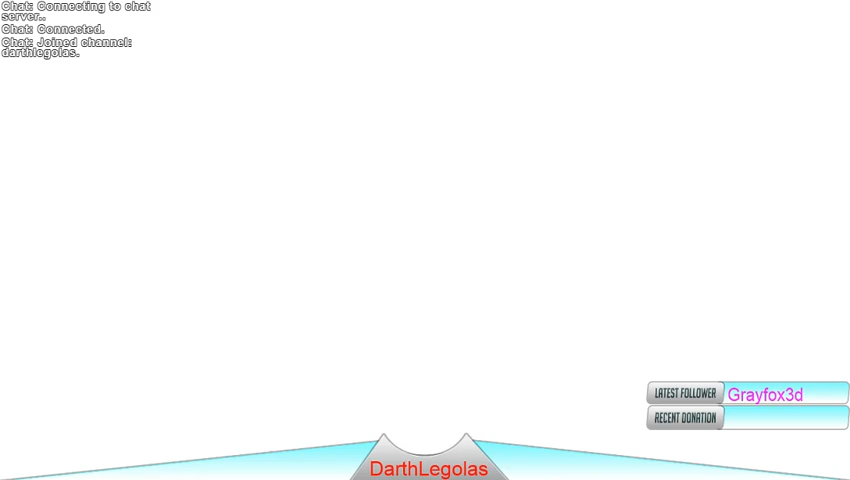 Chat: Connecting to chat
server..
Chat: Connected.
Chat: Joined channel:
darthlegolas.
LATEST FOLLOWER Grayfox3d
RECENT DONATION
DarthLegolas